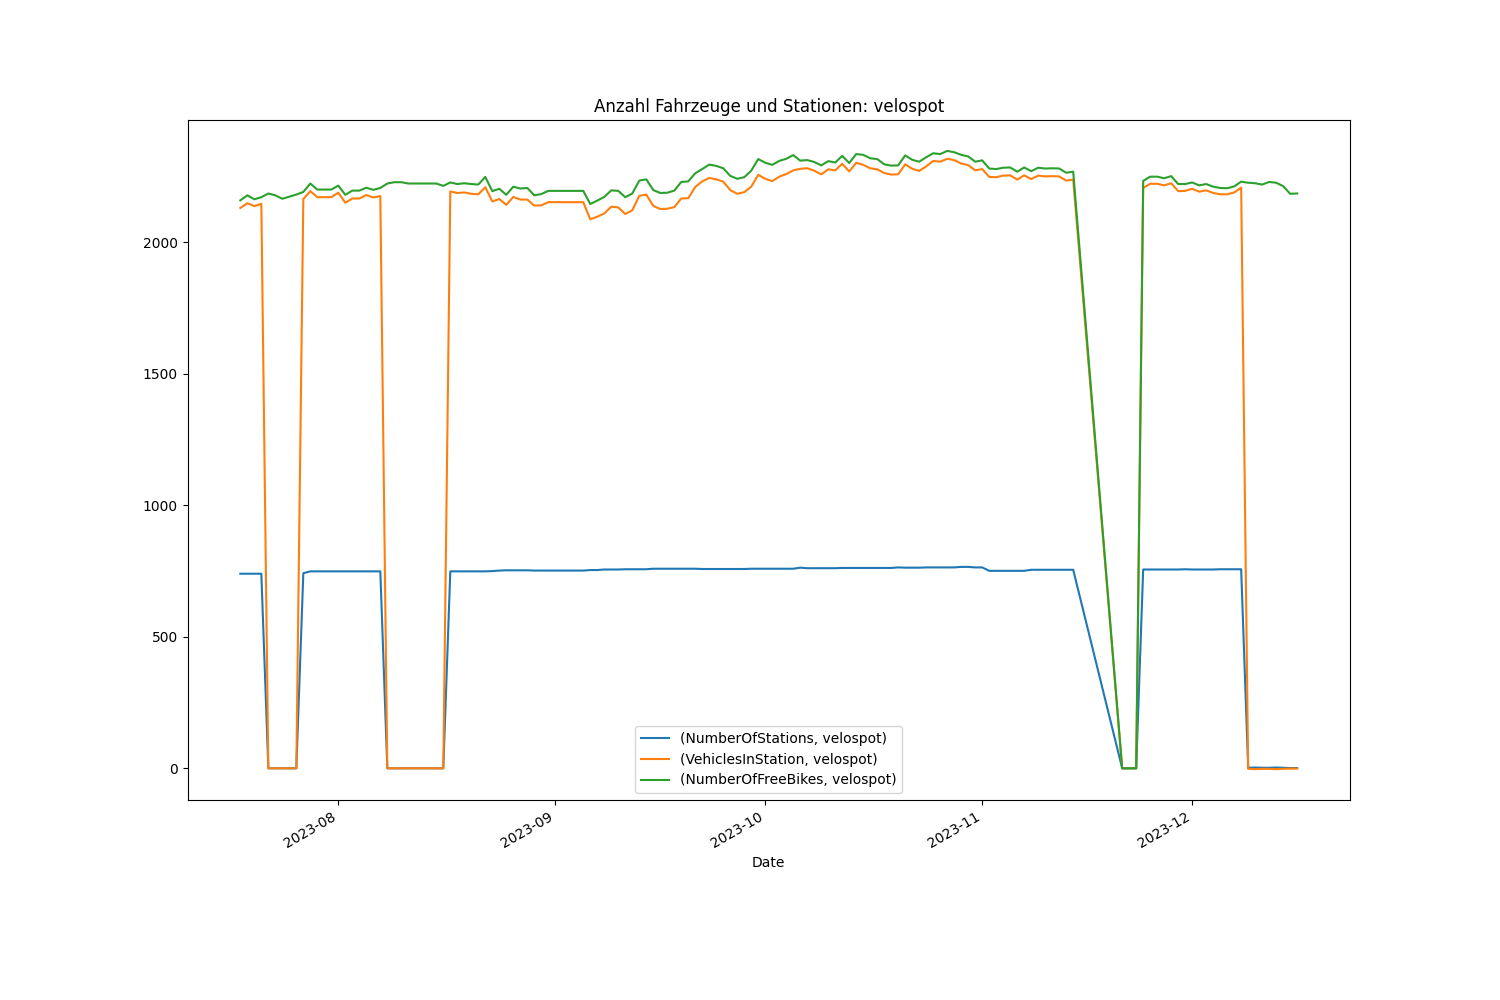 Anzahl Fahrzeuge und Stationen: velospot
2000
1500
1000
500
0
(NumberOfStations, velospot)
(VehiclesInStation, velospot)
(NumberOfFreeBikes, velospot)
2023-08
2023-09
2023-10
2023-11
2023-12
Date